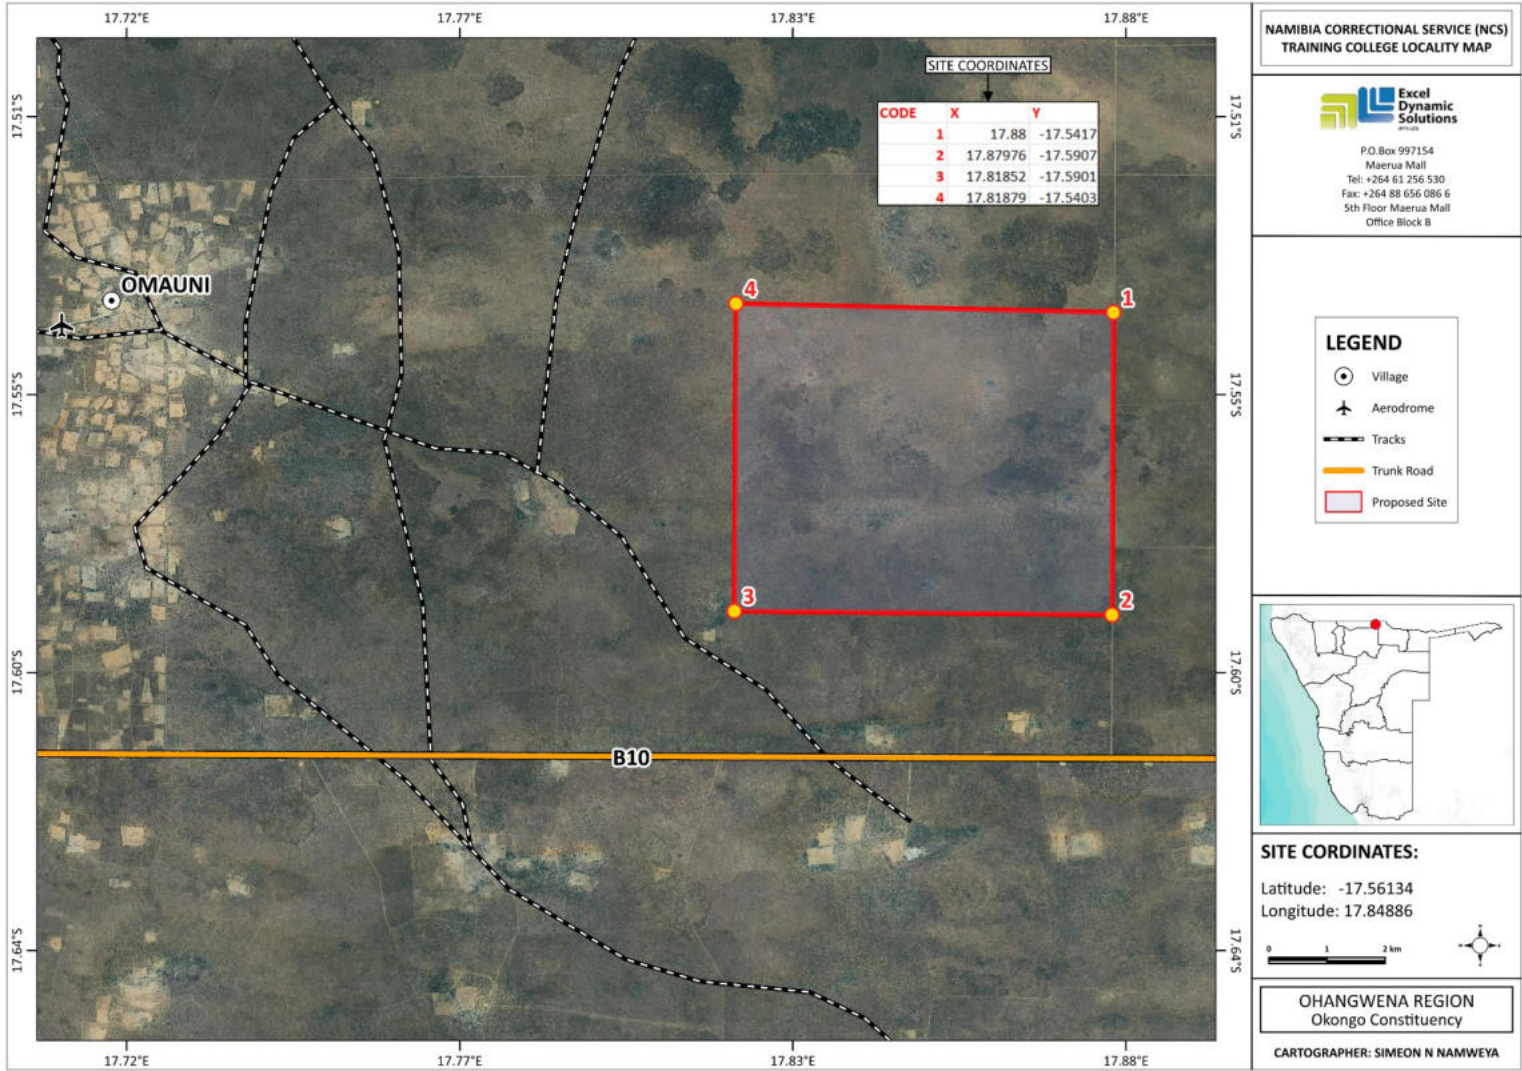 17.72°E 17.77°E 17.83°E 17.88°E
17.51°S
17.55°S
17.60°S
17.64°S
SITE COORDINATES
CODE X Y
1 17.88 -17.5417
2 17.87976 -17.5907
3 17.81852 -17.5901
4 17.81879 -17.5403
OMAUNI
4
1
3
2
B10
17.51°S
17.55°S
17.60°S
17.64°S
17.72°E 17.77°E 17.83°E 17.88°E
NAMIBIA CORRECTIONAL SERVICE (NCS)
TRAINING COLLEGE LOCALITY MAP
Excel
Dynamic
Solutions
P.O.Box 997154
Maerua Mall
Tel: +264 61 256 530
Fax: +264 88 656 086 6
5th Floor Maerua Mall
Office Block B
LEGEND
Village
Aerodrome
Tracks
Trunk Road
Proposed Site
SITE CORDINATES:
Latitude: -17.56134
Longitude: 17.84886
0 1 2 km
OHANGWENA REGION
Okongo Constituency
CARTOGRAPHER: SIMEON N NAMWEYA